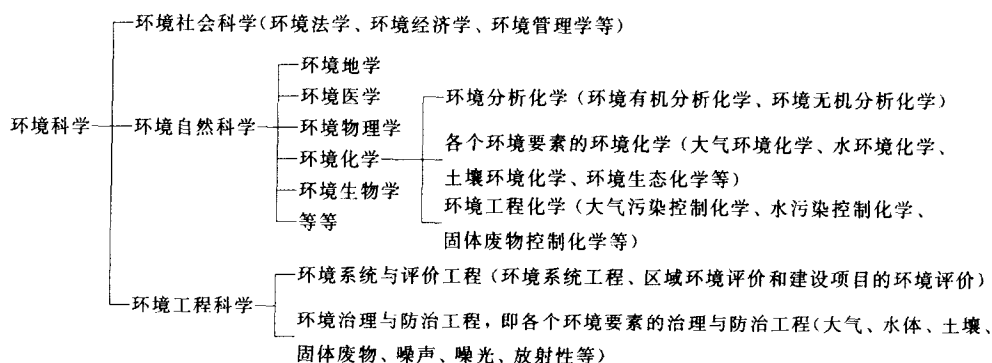 环境社会科学(环境法学、环境经济学、环境管理学等)
环境地学
环境医学
环境分析化学(环境有机分析化学、环境无机分析化学)
环境科学
环境自然科学
环境物理学
各个环境要素的环境化学(大气环境化学、水环境化学、
环境化学
土壤环境化学、环境生态化学等)
环境生物学
环境工程化学(大气污染控制化学、水污染控制化学、
等等
固体废物控制化学等)
环境系统与评价工程(环境系统工程、区域环境评价和建设项目的环境评价)
环境工程科学
环境治理与防治工程,即各个环境要素的治理与防治工程(大气、水体、土壤、
固体废物、噪声、噪光、放射性等)